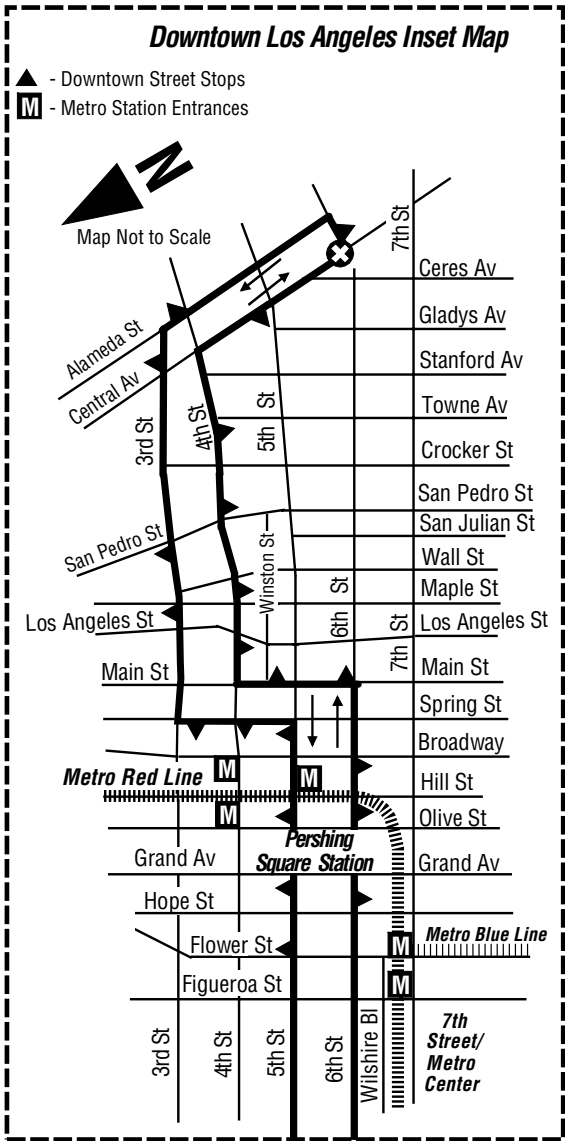 Downtown Los Angeles Inset Map
- Downtown Street Stops
M - Metro Station Entrances
N
Map Not to Scale
7th St
Ceres Av
Gladys Av
Alameda St
Stanford Av
Central Av
Towne Av
3rd St
4th St
5th St
Crocker St
San Pedro St
San Julian St
San Pedro St
Winston St
Wall St
6th St
Maple St
Los Angeles St
7th St
Los Angeles St
Main St
Main St
Spring St
Broadway
Metro Red Line
M
M
Hill St
M
Olive St
Pershing
Square Station
Grand Av
Grand Av
Hope St
Flower St
M
Metro Blue Line
Figueroa St
M
3rd St
4th St
5th St
6th St
Wilshire Bl
7th
Street/
Metro
Center